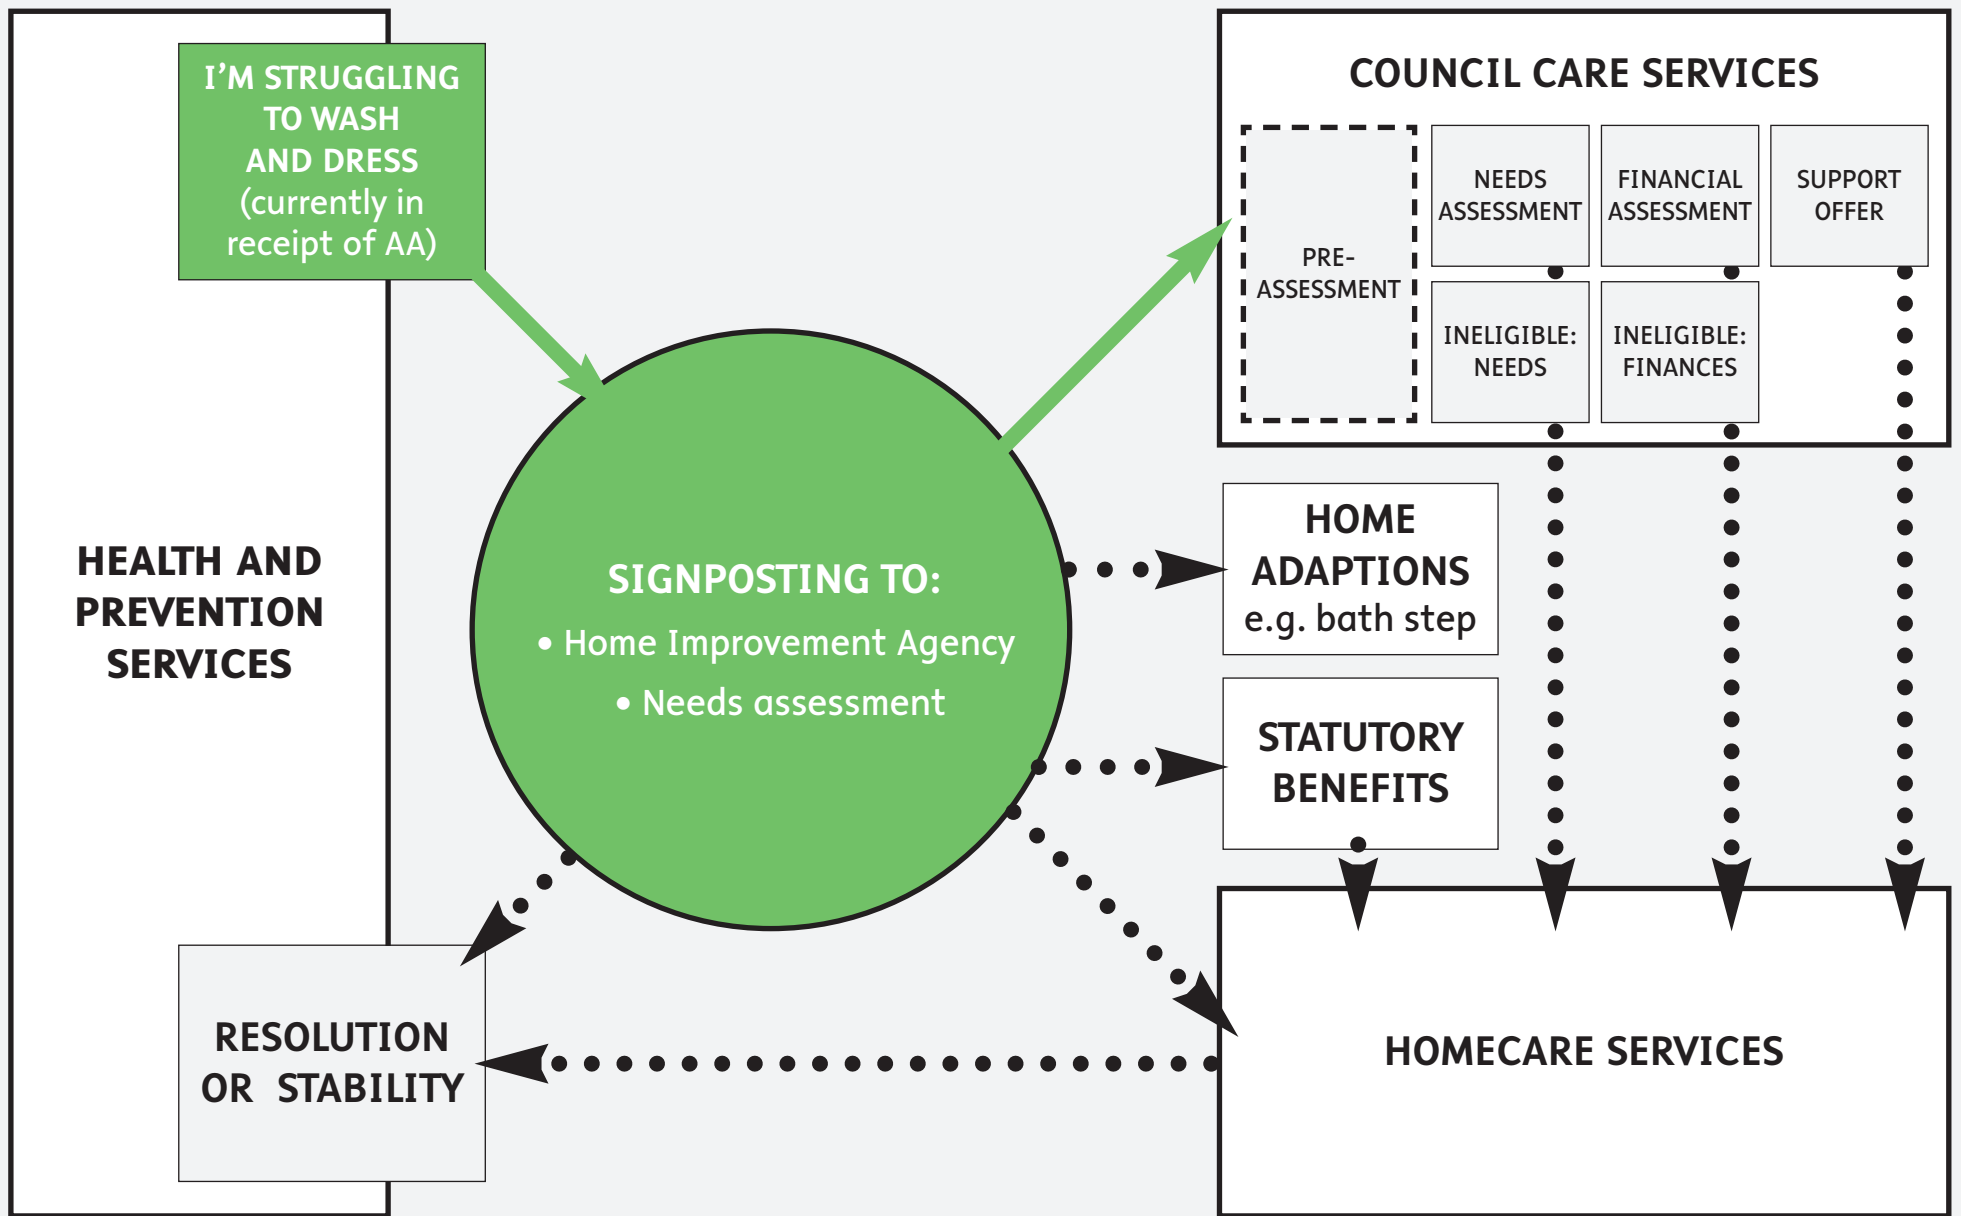 I’M STRUGGLING
TO WASH
AND DRESS
(currently in
receipt of AA)
HEALTH AND
PREVENTION
SERVICES
SIGNPOSTING TO:
• Home Improvement Agency
• Needs assessment
COUNCIL CARE SERVICES
PRE-
ASSESSMENT
NEEDS
ASSESSMENT
FINANCIAL
ASSESSMENT
SUPPORT
OFFER
INELIGIBLE:
NEEDS
INELIGIBLE:
FINANCES
HOME
ADAPTIONS
e.g. bath step
STATUTORY
BENEFITS
RESOLUTION
OR STABILITY
HOMECARE SERVICES